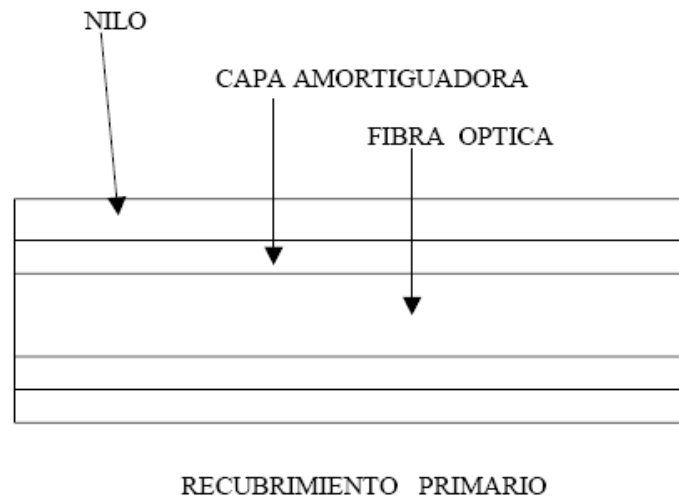 NILO
CAPA AMORTIGUADORA
FIBRA OPTICA
RECUBRIMIENTO PRIMARIO